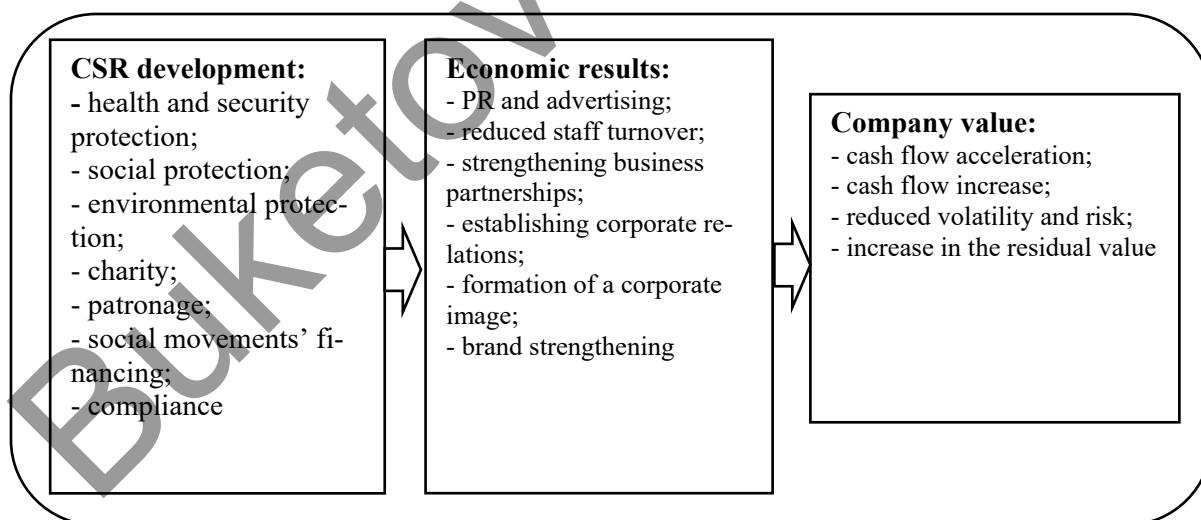 CSR development:
- health and security
protection;
- social protection;
- environmental protec-
tion;
- charity;
- patronage;
- social movements’ fi-
nancing;
- compliance
Economic results:
- PR and advertising;
- reduced staff turnover;
- strengthening business
partnerships;
- establishing corporate re-
lations;
- formation of a corporate
image;
- brand strengthening
Company value:
- cash flow acceleration;
- cash flow increase;
- reduced volatility and risk;
- increase in the residual value
Buketov